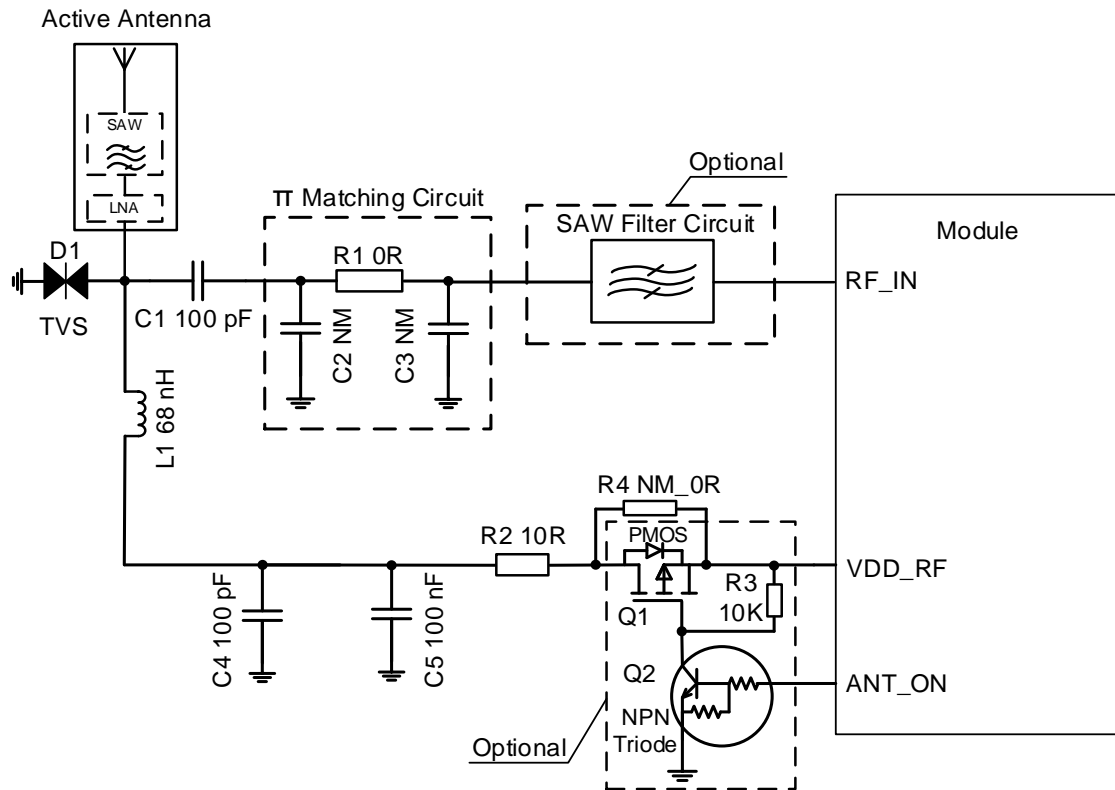 Active Antenna
SAW
LNA
D1
TVS
C1 100 pF
π Matching Circuit
R1 0R
C2 NM
C3 NM
Optional
SAW Filter Circuit
Module
RF_IN
L1 68 nH
R4 NM_0R
PMOS
R2 10R
Q1
R3
10K
VDD_RF
C4 100 pF
C5 100 nF
Q2
NPN
Triode
ANT_ON
Optional